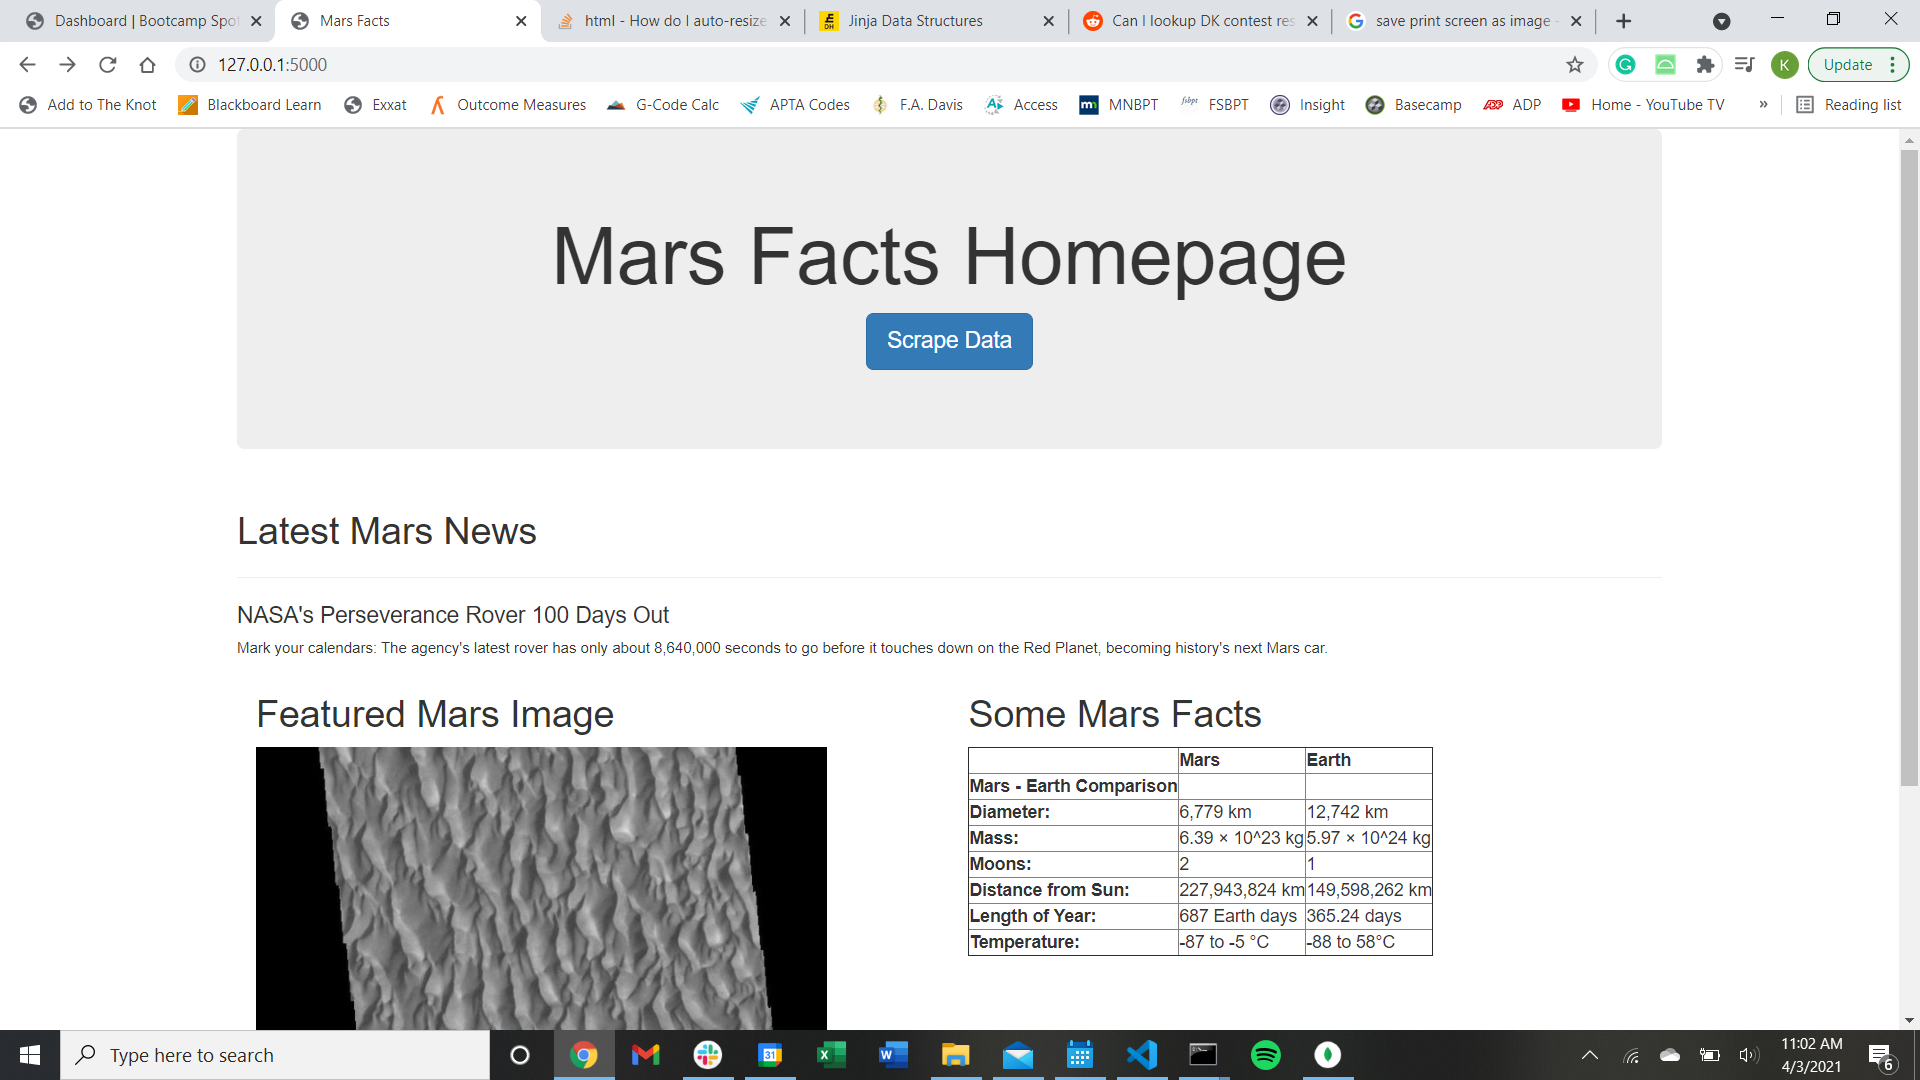 Dashboard | Bootcamp Spot
Mars Facts
html - How do I auto-resize
Jinja Data Structures
Can I lookup DK contest res
save print screen as image -
127.0.0.1:5000
K
Update
Add to The Knot
Blackboard Learn
Exxat
Outcome Measures
G-Code Calc
APTA Codes
F.A. Davis
Access
MNBPT
fsbpt FSBPT
Insight
Basecamp
ADP
Home - YouTube TV
»
Reading list
Mars Facts Homepage
Scrape Data
Latest Mars News
NASA's Perseverance Rover 100 Days Out
Mark your calendars: The agency's latest rover has only about 8,640,000 seconds to go before it touches down on the Red Planet, becoming history's next Mars car.
Featured Mars Image
Some Mars Facts
Mars Earth
Mars - Earth Comparison
Diameter: 6,779 km 12,742 km
Mass: 6.39 × 10^23 kg 5.97 × 10^24 kg
Moons: 2 1
Distance from Sun: 227,943,824 km 149,598,262 km
Length of Year: 687 Earth days 365.24 days
Temperature: -87 to -5 °C -88 to 58°C
Type here to search
31
11:02 AM
4/3/2021
6